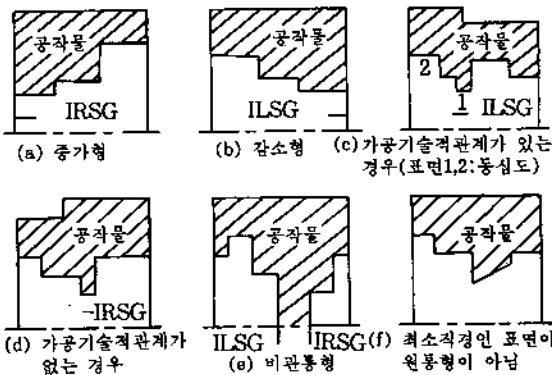 공작물
공작물
공작물
2
1
IRSG
ILSG
ILSG
(a) 증가형
(b) 감소형
(c)가공기술적관계가 있는
경우(표면1,2:동심도)
공작물
공작물
공작물
IRSG
(d) 가공기술적관계가
없는 경우
ILSG
IRSG
(e) 비관통형
(f) 최소직경인 표면이
원통형이 아님